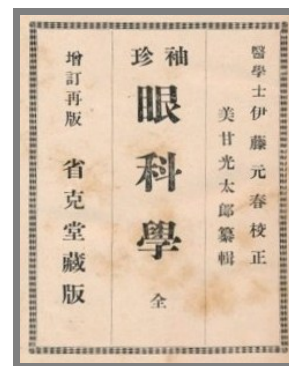 醫學士伊藤元春校正
美甘光太郎纂輯
袖珍
眼科學
全
增訂再版
省克堂藏版